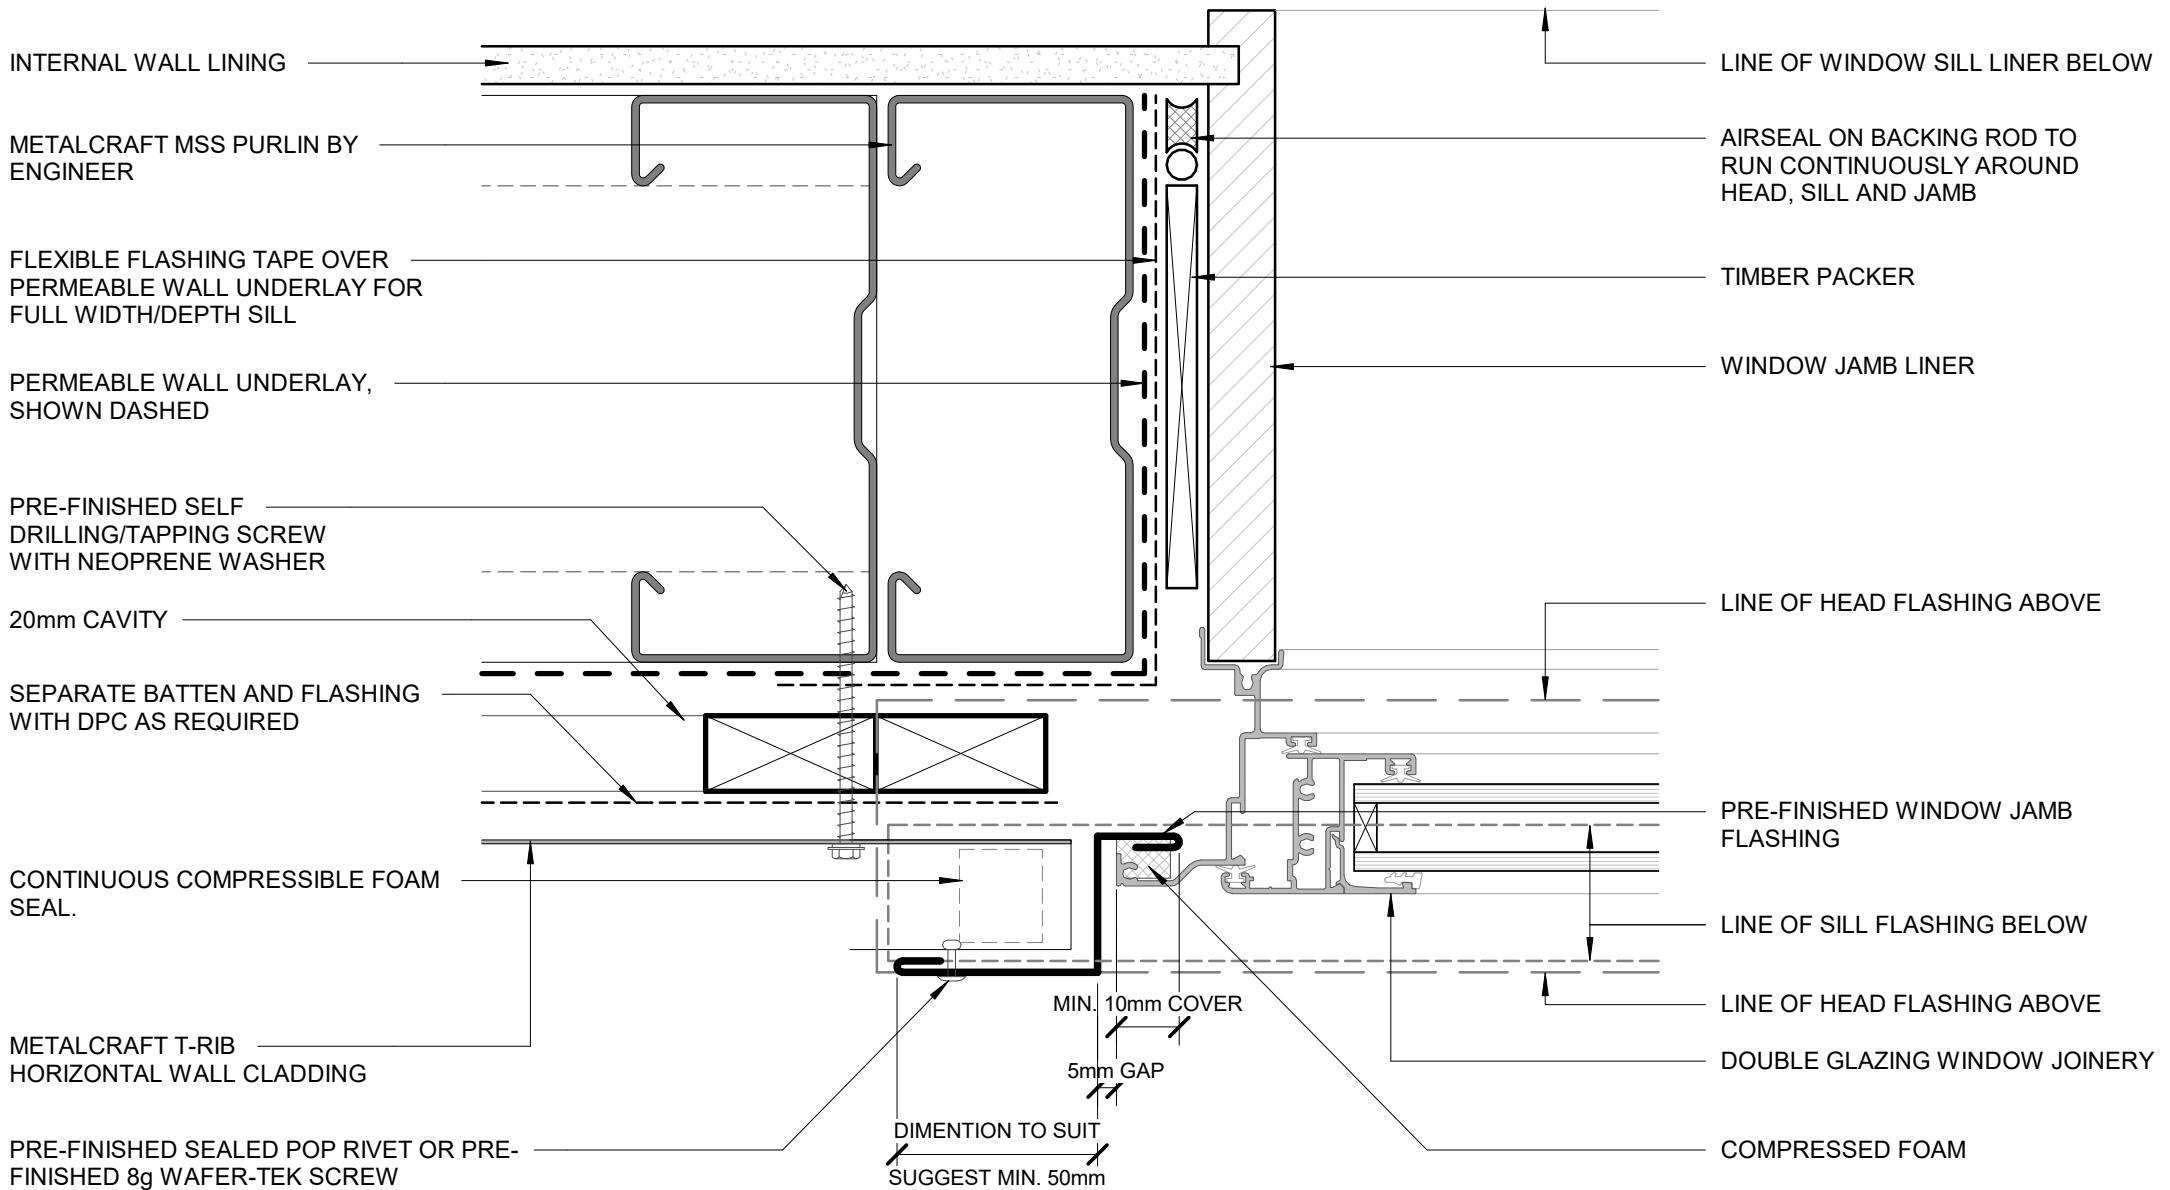 INTERNAL WALL LINING
METALCRAFT MSS PURLIN BY
ENGINEER
FLEXIBLE FLASHING TAPE OVER
PERMEABLE WALL UNDERLAY FOR
FULL WIDTH/DEPTH SILL
PERMEABLE WALL UNDERLAY,
SHOWN DASHED
PRE-FINISHED SELF
DRILLING/TAPPING SCREW
WITH NEOPRENE WASHER
20mm CAVITY
SEPARATE BATTEN AND FLASHING
WITH DPC AS REQUIRED
CONTINUOUS COMPRESSIBLE FOAM
SEAL.
METALCRAFT T-RIB
HORIZONTAL WALL CLADDING
PRE-FINISHED SEALED POP RIVET OR PRE-
FINISHED 8g WAFER-TEK SCREW
MIN. 10mm COVER
5mm GAP
DIMENTION TO SUIT
SUGGEST MIN. 50mm
LINE OF WINDOW SILL LINER BELOW
AIRSEAL ON BACKING ROD TO
RUN CONTINUOUSLY AROUND
HEAD, SILL AND JAMB
TIMBER PACKER
WINDOW JAMB LINER
LINE OF HEAD FLASHING ABOVE
PRE-FINISHED WINDOW JAMB
FLASHING
LINE OF SILL FLASHING BELOW
LINE OF HEAD FLASHING ABOVE
DOUBLE GLAZING WINDOW JOINERY
COMPRESSED FOAM